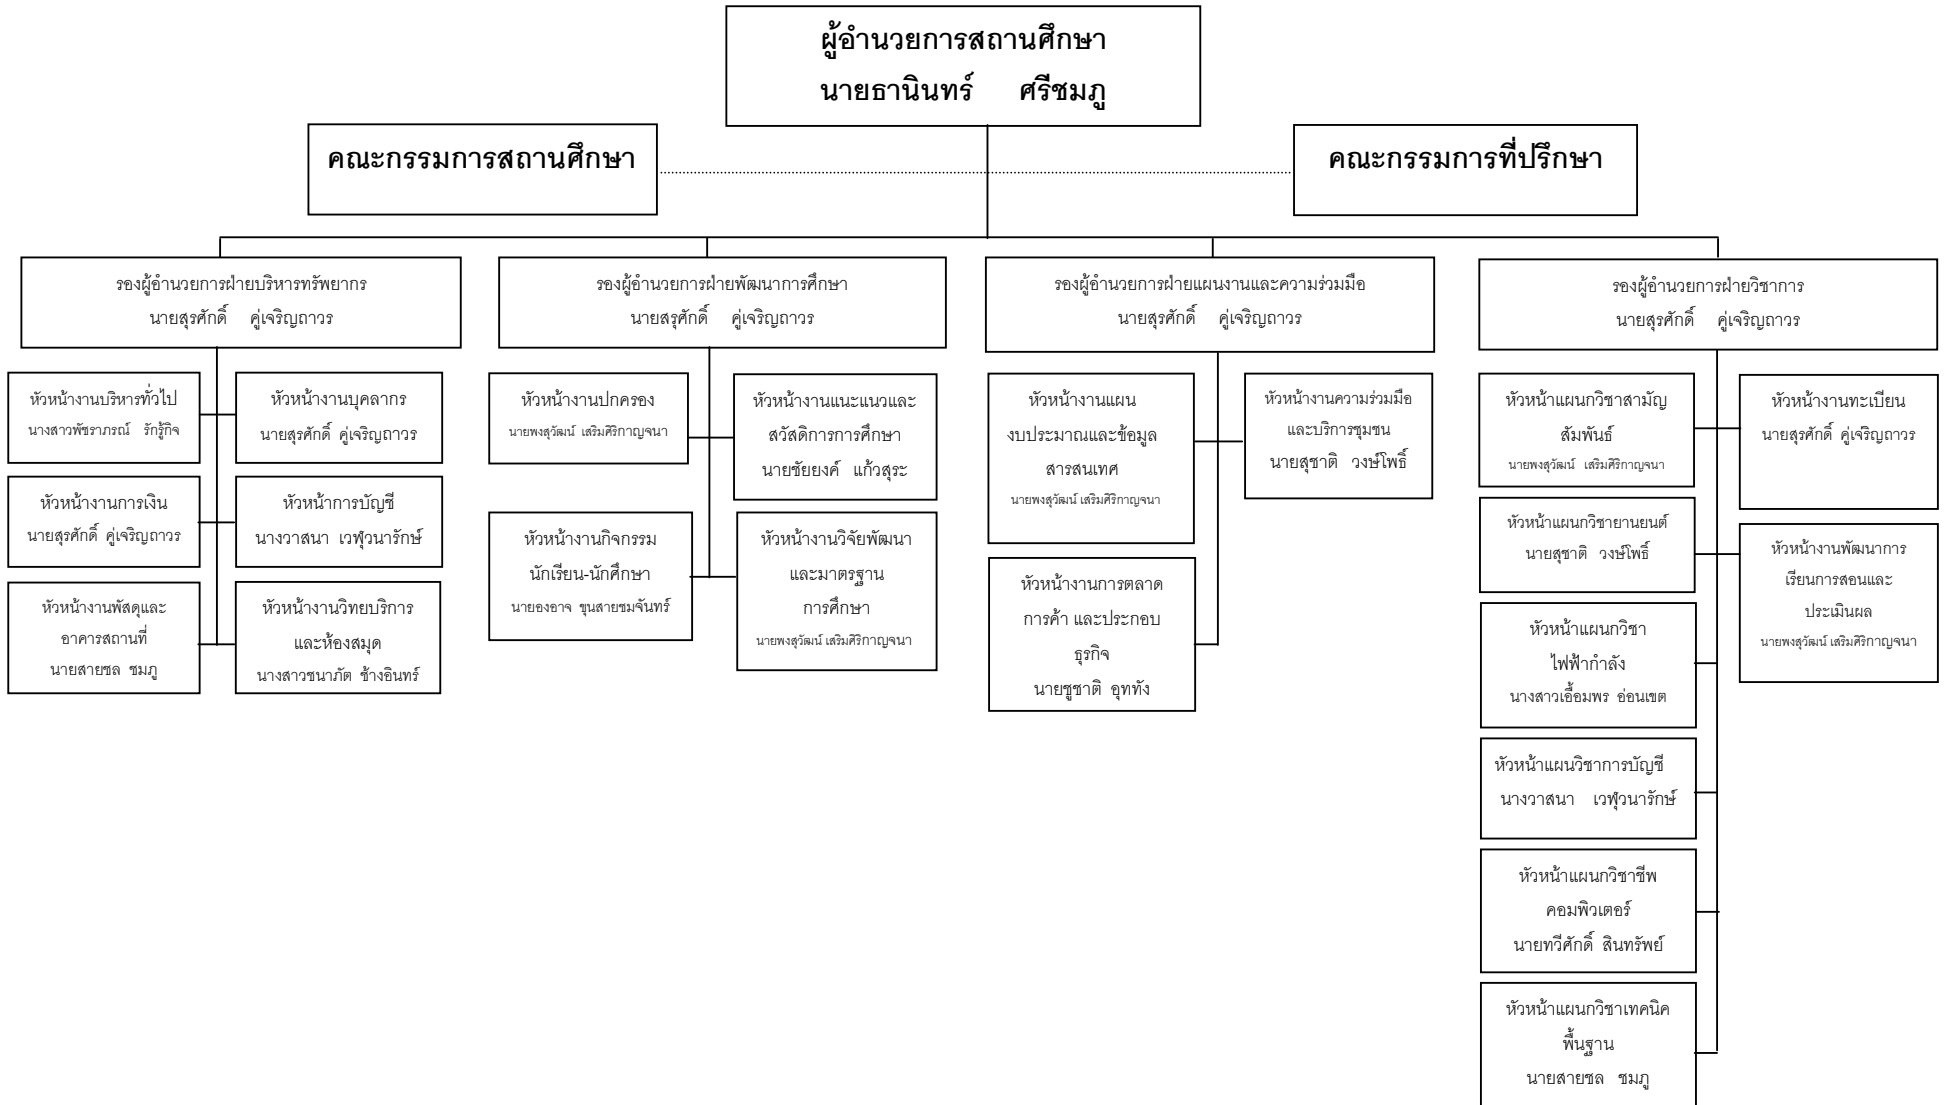 ผู้อำนวยการสถานศึกษา
นายธานินทร์ ศรีชมภู
คณะกรรมการสถานศึกษา
คณะกรรมการที่ปรึกษา
รองผู้อำนวยการฝ่ายบริหารทรัพยากร
นายสุรศักดิ์ คู่เจริญถาวร
รองผู้อำนวยการฝ่ายพัฒนาการศึกษา
นายสรุศักดิ์ คู่เจริญถาวร
รองผู้อำนวยการฝ่ายแผนงานและความร่วมมือ
นายสุรศักดิ์ คู่เจริญถาวร
รองผู้อำนวยการฝ่ายวิชาการ
นายสุรศักดิ์ คู่เจริญถาวร
หัวหน้างานบริหารทั่วไป
นางสาวพัชราภรณ์ รักรู้กิจ
หัวหน้างานบุคลากร
นายสุรศักดิ์ คู่เจริญถาวร
หัวหน้างานการเงิน
นายสุรศักดิ์ คู่เจริญถาวร
หัวหน้าการบัญชี
นางวาสนา เวฬุวนารักษ์
หัวหน้างานพัสดุและ
อาคารสถานที่
นายสายชล ชมภู
หัวหน้างานวิทยบริการ
และห้องสมุด
นางสาวชนาภัต ช้างอินทร์
หัวหน้างานปกครอง
นายพงสุวัฒน์ เสริมศิริกาญจนา
หัวหน้างานแนะแนวและ
สวัสดิการการศึกษา
นายชัยยงค์ แก้วสุระ
หัวหน้างานกิจกรรม
นักเรียน-นักศึกษา
นายองอาจ ขุนสายชมจันทร์
หัวหน้างานวิจัยพัฒนา
และมาตรฐาน
การศึกษา
นายพงสุวัฒน์ เสริมศิริกาญจนา
หัวหน้างานแผน
งบประมาณและข้อมูล
สารสนเทศ
นายพงสุวัฒน์ เสริมศิริกาญจนา
หัวหน้างานความร่วมมือ
และบริการชุมชน
นายสุชาติ วงษ์โพธิ์
หัวหน้างานการตลาด
การค้า และประกอบ
ธุรกิจ
นายชูชาติ อุททัง
หัวหน้าแผนกวิชาสามัญ
สัมพันธ์
นายพงสุวัฒน์ เสริมศิริกาญจนา
หัวหน้างานทะเบียน
นายสุรศักดิ์ คู่เจริญถาวร
หัวหน้าแผนกวิชายานยนต์
นายสุชาติ วงษ์โพธิ์
หัวหน้างานพัฒนาการ
เรียนการสอนและ
ประเมินผล
นายพงสุวัฒน์ เสริมศิริกาญจนา
หัวหน้าแผนกวิชา
ไฟฟ้ากำลัง
นางสาวเอื้อมพร อ่อนเขต
หัวหน้าแผนวิชาการบัญชี
นางวาสนา เวฬุวนารักษ์
หัวหน้าแผนกวิชาชีพ
คอมพิวเตอร์
นายทวีศักดิ์ สินทรัพย์
หัวหน้าแผนกวิชาเทคนิค
พื้นฐาน
นายสายชล ชมภู